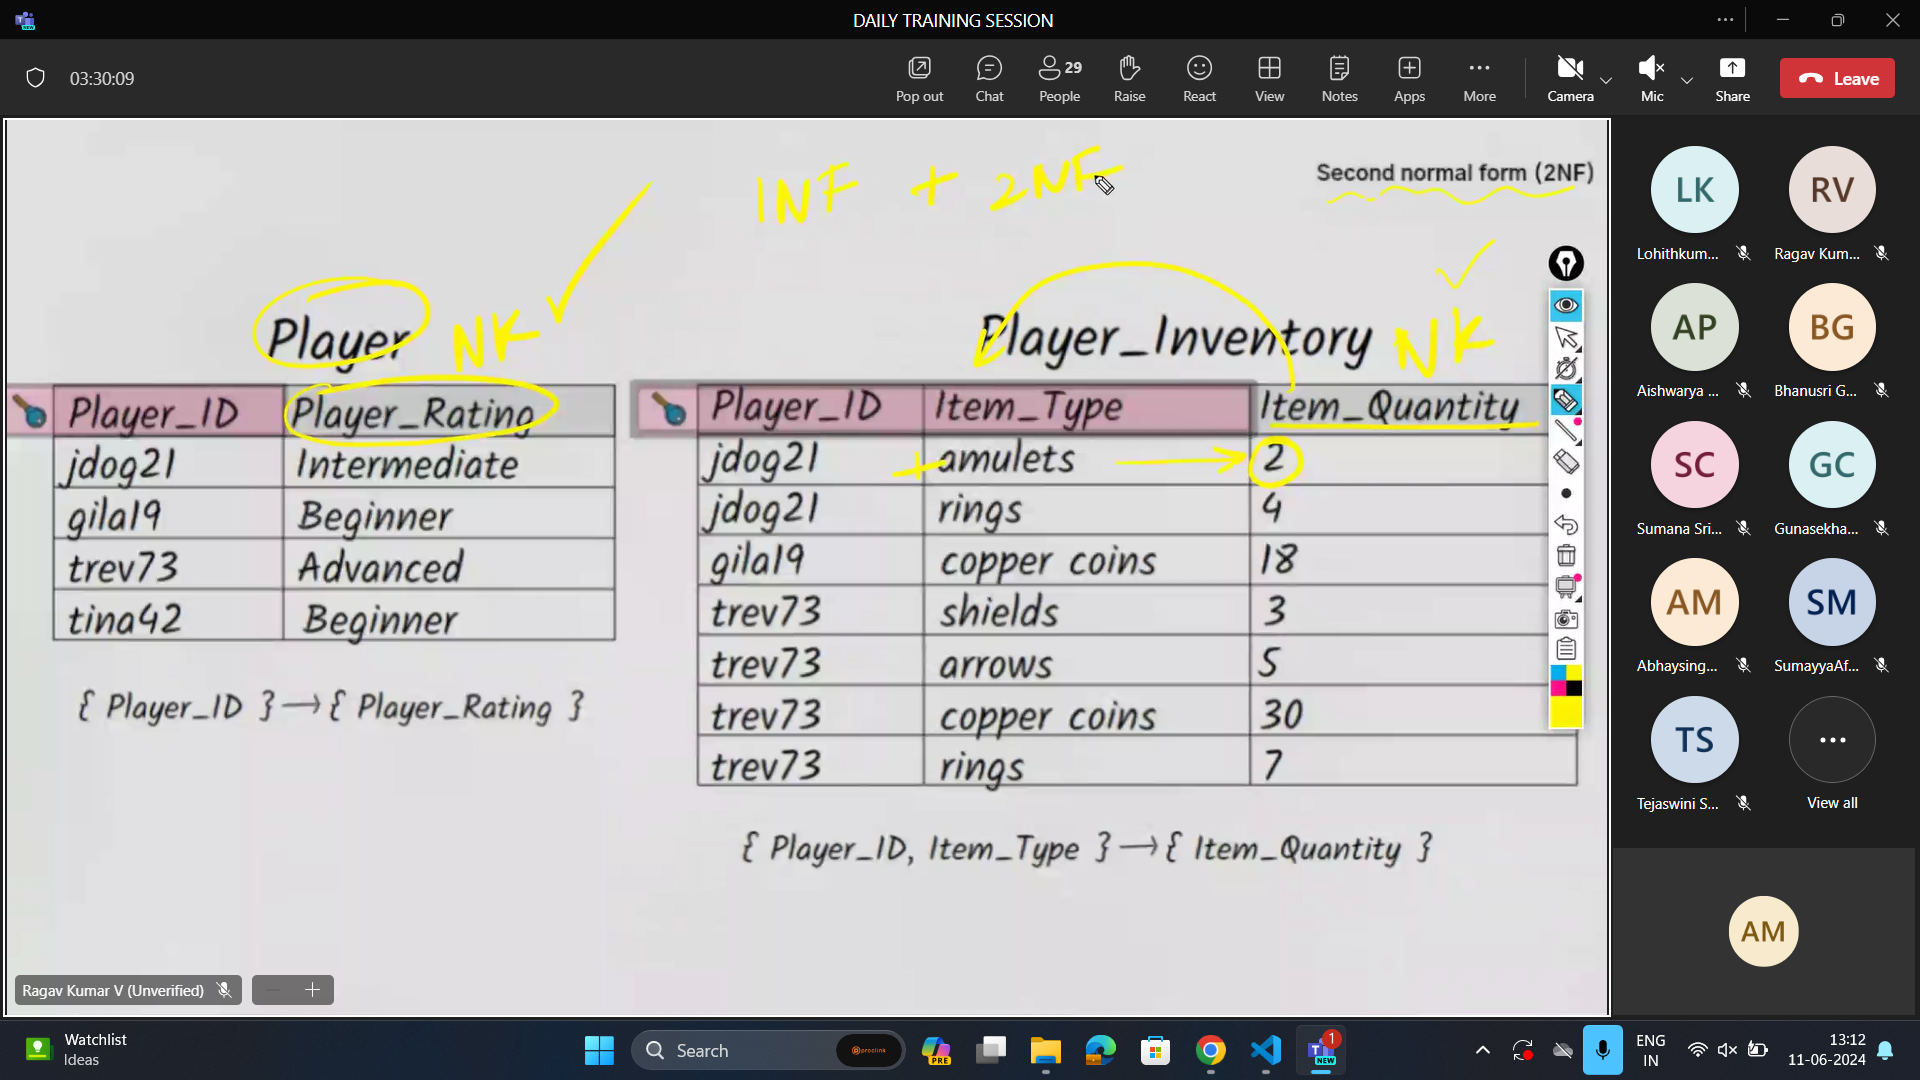 DAILY TRAINING SESSION
03:30:09
Pop out
Chat
29
People
Raise
React
View
Notes
Apps
More
Camera
Mic
Share
Leave
1NF + 2NF
Second normal form (2NF)
Player NK
Player_ID Player_Rating
jdog21 Intermediate
gila19 Beginner
trev73 Advanced
tina42 Beginner
{ Player_ID } → { Player_Rating }
Player_Inventory NK
Player_ID Item_Type Item_Quantity
jdog21 + amulets → 2
jdog21 rings 4
gila19 copper coins 18
trev73 shields 3
trev73 arrows 5
trev73 copper coins 30
trev73 rings 7
{ Player_ID, Item_Type } → { Item_Quantity }
Ragav Kumar V (Unverified)
LK
Lohithkum...
RV
Ragav Kum...
AP
Aishwarya ...
BG
Bhanusri G...
SC
Sumana Sri...
GC
Gunasekha...
AM
Abhaysing...
SM
SumayyaAf...
TS
Tejaswini S...
View all
AM
Watchlist
Ideas
Search
proclink
PRE
1
NEW
ENG
IN
13:12
11-06-2024